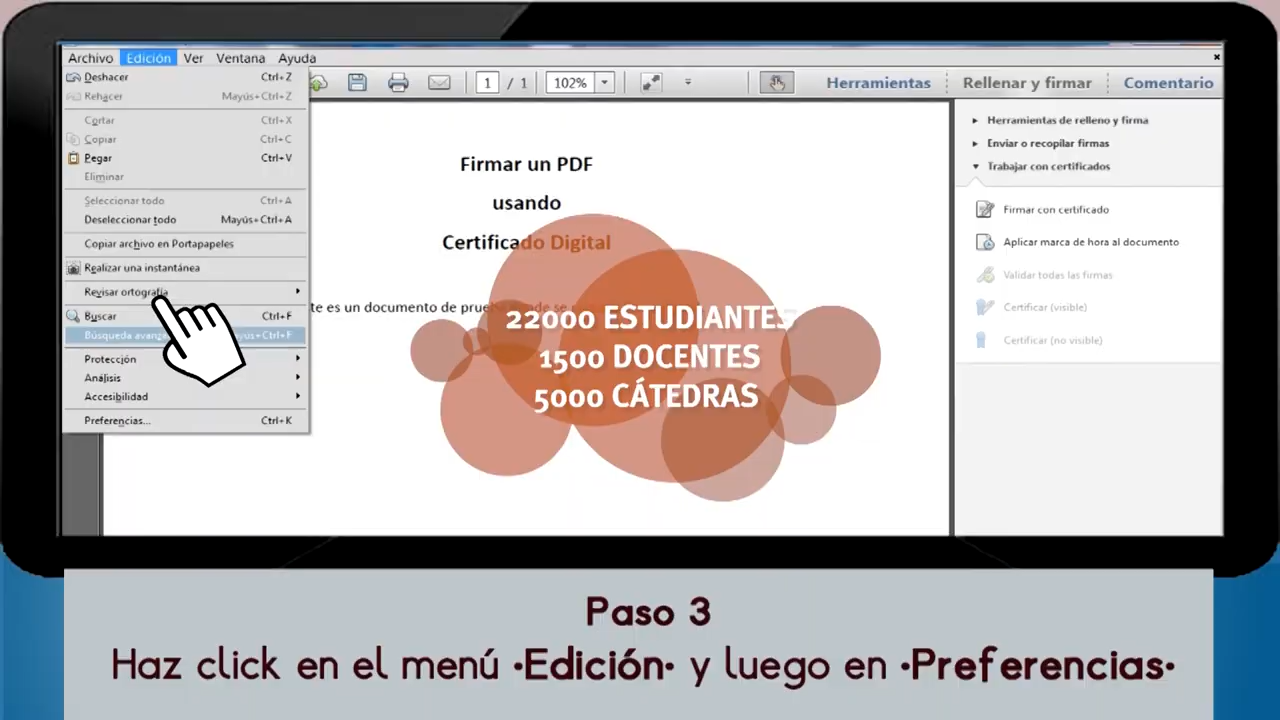 Archivo Edición Ver Ventana Ayuda
Deshacer Ctrl+Z
Rehacer Mayús+Ctrl+Z
Cortar Ctrl+X
Copiar Ctrl+C
Pegar Ctrl+V
Eliminar
Seleccionar todo Ctrl+A
Deseleccionar todo Mayús+Ctrl+A
Copiar archivo en Portapapeles
Realizar una instantánea
Revisar ortografía
Buscar Ctrl+F
Búsqueda
Protección
Análisis
Accesibilidad
Preferencias... Ctrl+K
1 / 1 102%
Herramientas Rellenar y firmar Comentario
Firmar un PDF
usando
Certificado Digital
te es un documento de
22000 ESTUDIANTES
1500 DOCENTES
5000 CÁTEDRAS
Herramientas de relleno y firma
Enviar o recopilar firmas
Trabajar con certificados
Firmar con certificado
Aplicar marca de hora al documento
Validar todas las firmas
Certificar (visible)
Certificar (no visible)
Paso 3
Haz click en el menú •Edición• y luego en •Preferencias•